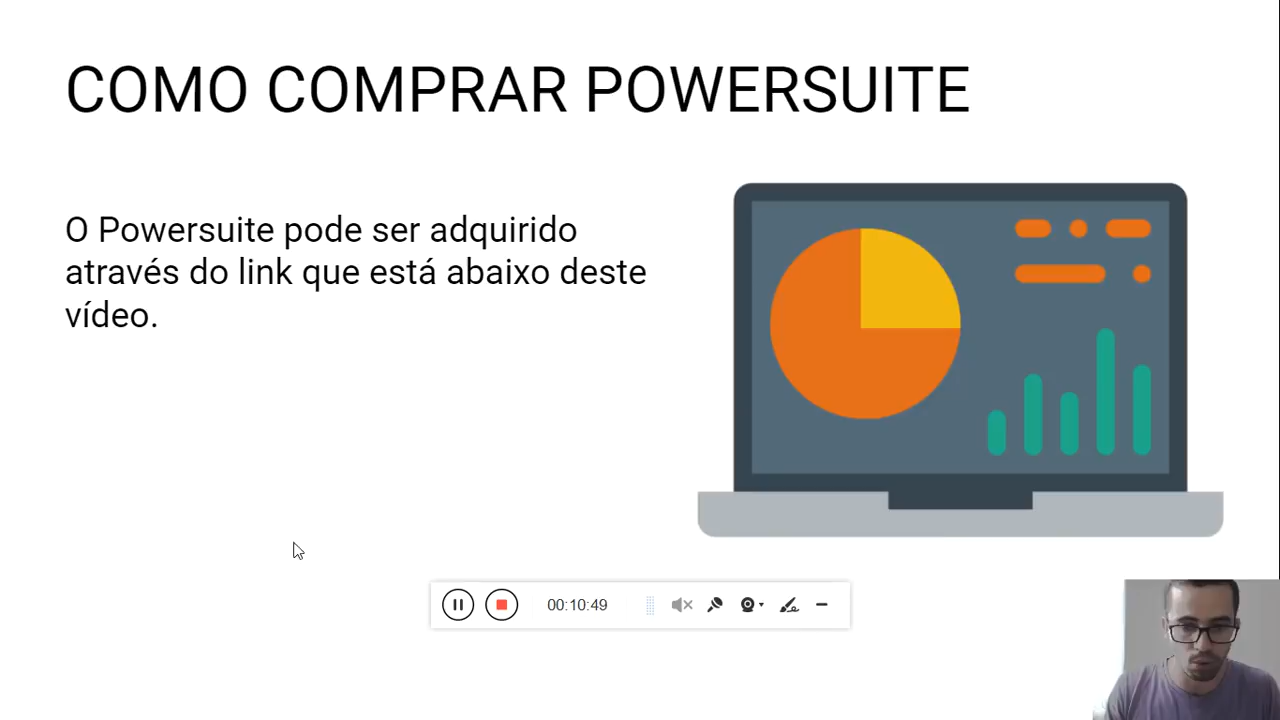 COMO COMPRAR POWERSUITE
O Powersuite pode ser adquirido
através do link que está abaixo deste
vídeo.
00:10:49